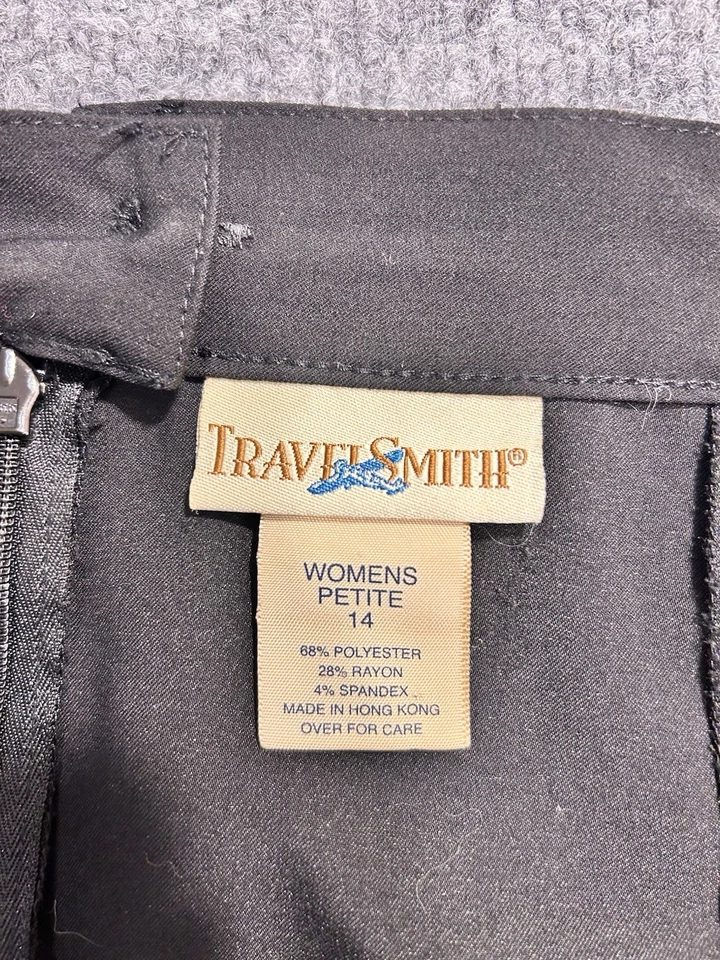 TRAVELSMITH®
WOMENS
PETITE
14
68% POLYESTER
28% RAYON
4% SPANDEX
MADE IN HONG KONG
OVER FOR CARE